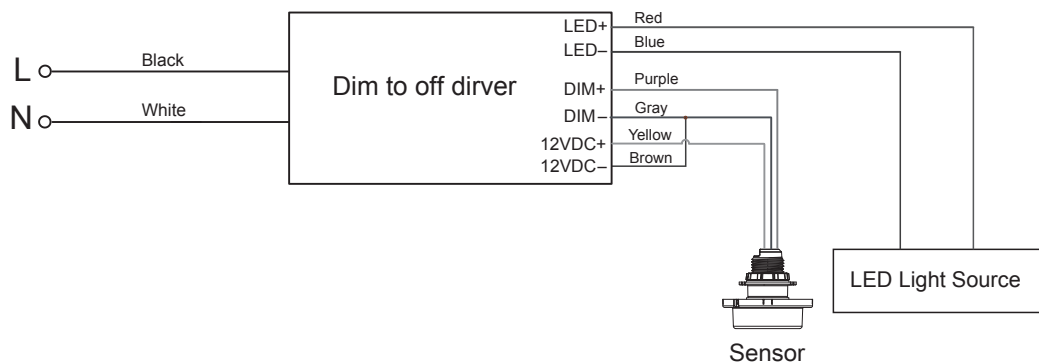 L
Black
N
White
Dim to off dirver
LED+
LED–
DIM+
DIM–
12VDC+
12VDC–
Red
Blue
Purple
Gray
Yellow
Brown
LED Light Source
Sensor